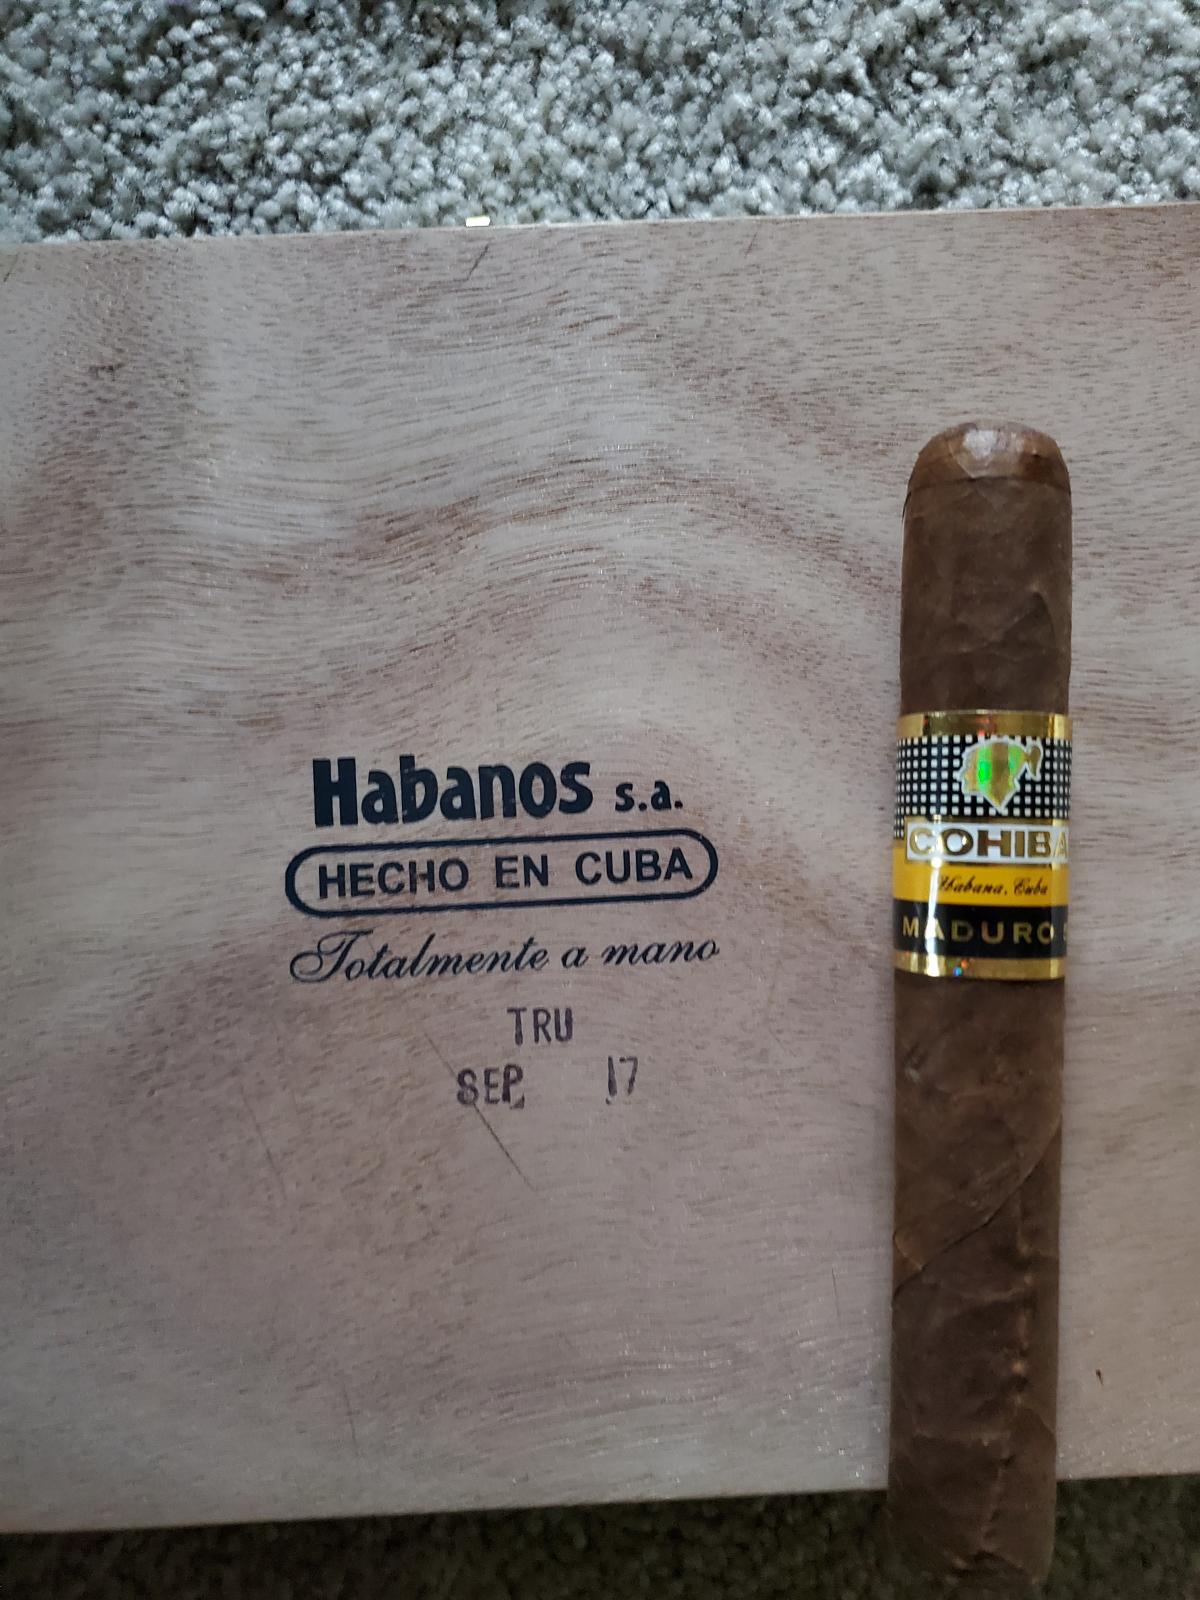 Habanos s.a.
HECHO EN CUBA
Totalmente a mano
TRU
SEP. 17
COHIBA
Habana, Cuba
MADURO